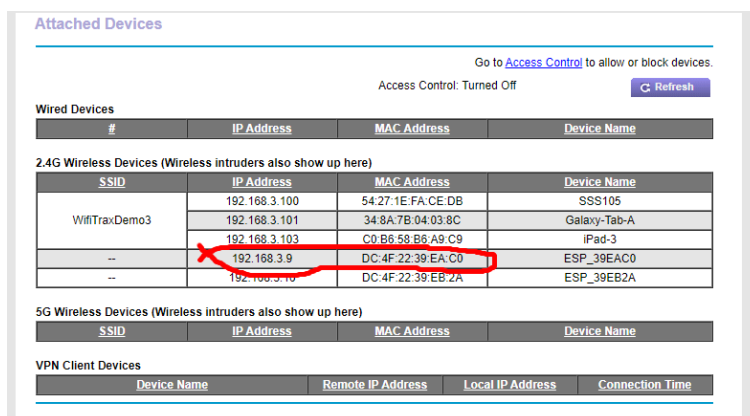 Attached Devices
Go to Access Control to allow or block devices.
Access Control: Turned Off
Refresh
Wired Devices
# IP Address MAC Address Device Name
2.4G Wireless Devices (Wireless intruders also show up here)
SSID IP Address MAC Address Device Name
WifiTraxDemo3 192.168.3.100 54:27:1E:FA:CE:DB SSS105
192.168.3.101 34:8A:7B:04:03:8C Galaxy-Tab-A
192.168.3.103 C0:B6:58:B6:A9:C9 iPad-3
-- 192.168.3.9 DC:4F:22:39:EA:C0 ESP_39EAC0
-- DC:4F:22:39:EB:2A ESP_39EB2A
5G Wireless Devices (Wireless intruders also show up here)
SSID IP Address MAC Address Device Name
VPN Client Devices
Device Name Remote IP Address Local IP Address Connection Time